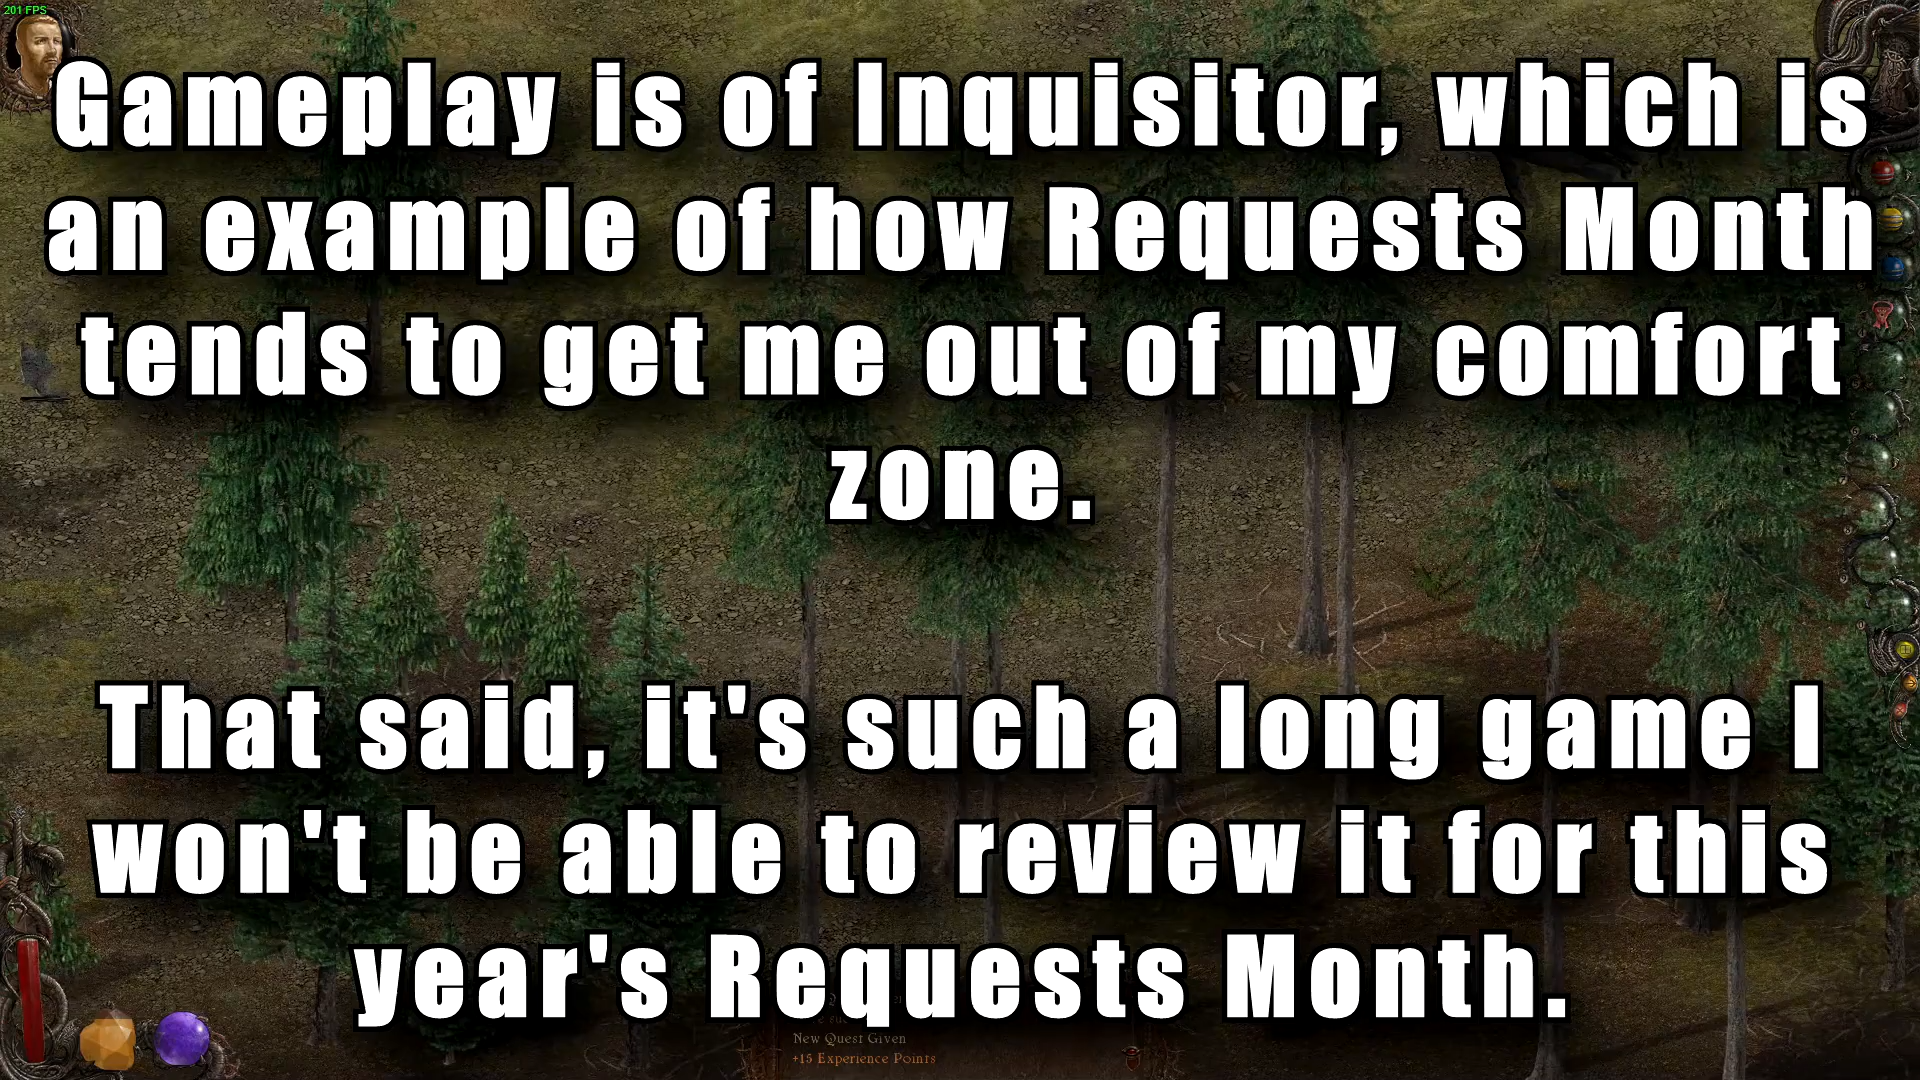 201 FPS
Gameplay is of Inquisitor, which is
an example of how Requests Month
tends to get me out of my comfort
zone.
That said, it's such a long game I
won't be able to review it for this
year's Requests Month.
New Quest Given
+15 Experience Points